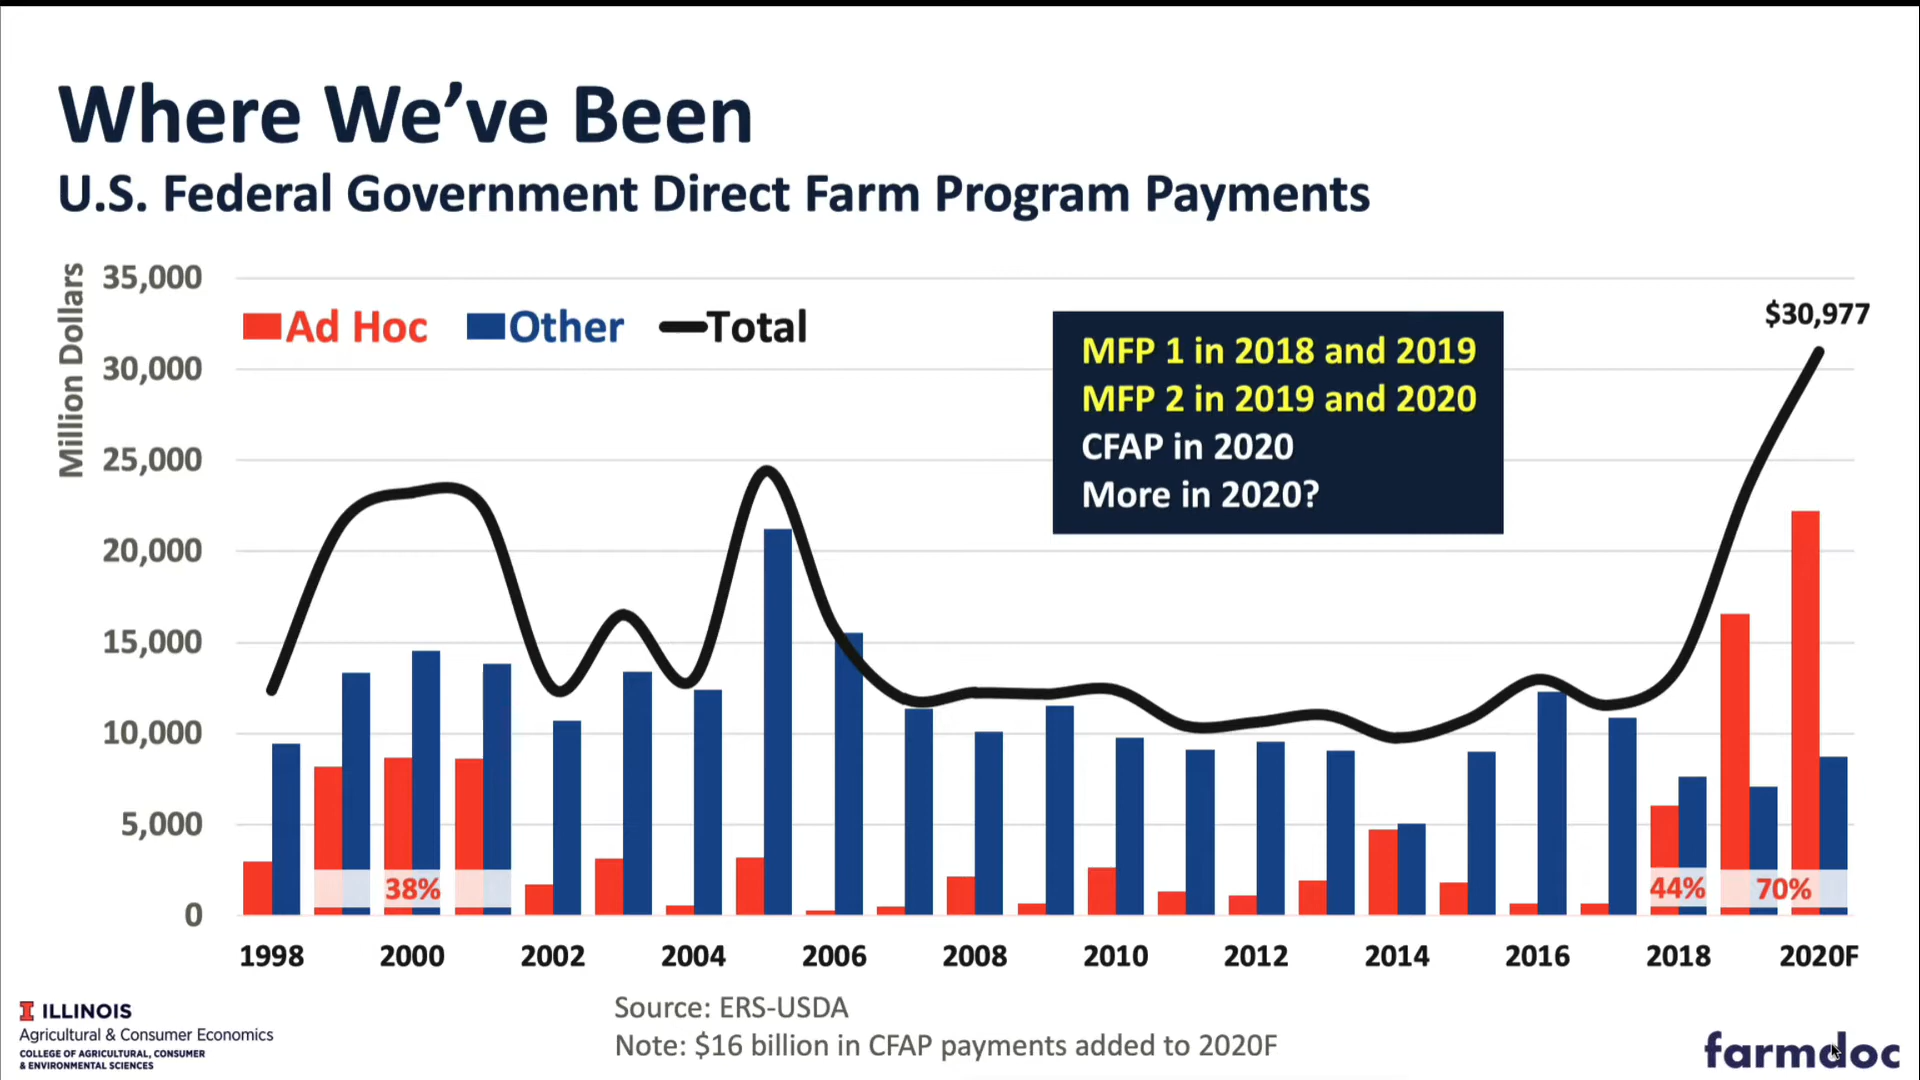 Where We've Been
U.S. Federal Government Direct Farm Program Payments
Million Dollars
35,000
30,000
25,000
20,000
15,000
10,000
5,000
0
Ad Hoc
Other
Total
MFP 1 in 2018 and 2019
MFP 2 in 2019 and 2020
CFAP in 2020
More in 2020?
$30,977
38%
44%
70%
1998
2000
2002
2004
2006
2008
2010
2012
2014
2016
2018
2020F
Source: ERS-USDA
Note: $16 billion in CFAP payments added to 2020F
I ILLINOIS
Agricultural & Consumer Economics
COLLEGE OF AGRICULTURAL, CONSUMER
& ENVIRONMENTAL SCIENCES
farmdoc